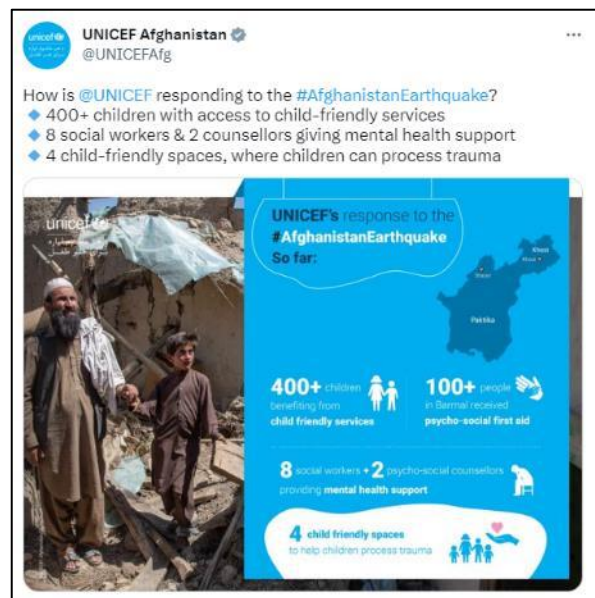 UNICEF Afghanistan
@UNICEFAfg
How is @UNICEF responding to the #AfghanistanEarthquake?
400+ children with access to child-friendly services
8 social workers & 2 counsellors giving mental health support
4 child-friendly spaces, where children can process trauma
unicef
UNICEF's response to the
#AfghanistanEarthquake
So far:
Khost
Paktika
400+ children
benefiting from
child friendly services
100+ people
in Barmal received
psycho-social first aid
8 social workers + 2 psycho-social counsellors
providing mental health support
4 child friendly spaces
to help children process trauma